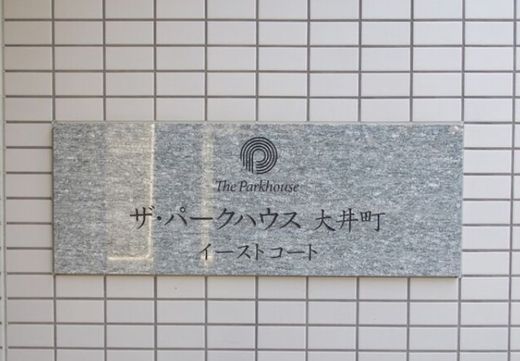 The Parkhouse
ザ・パークハウス 大井町
イーストコート